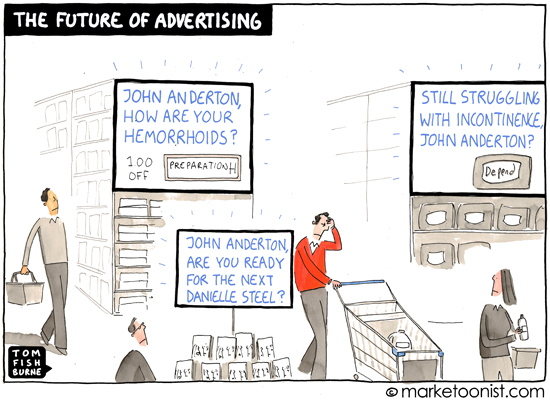 THE FUTURE OF ADVERTISING
JOHN ANDERTON,
HOW ARE YOUR
HEMORRHOIDS?
1.00
OFF
PREPARATION H
STILL STRUGGLING
WITH INCONTINENCE,
JOHN ANDERTON?
Depend
JOHN ANDERTON,
ARE YOU READY
FOR THE NEXT
DANIELLE STEEL?
TOM
FISH
BURNE
© marketoonist.com